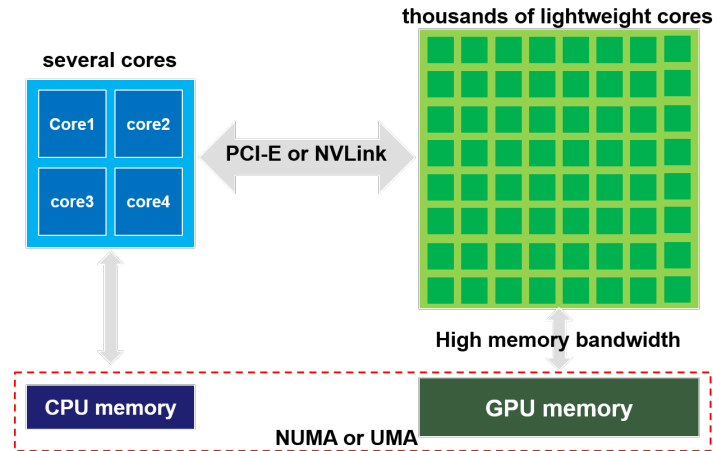 thousands of lightweight cores
several cores
Core1
core2
PCI-E or NVLink
core3
core4
High memory bandwidth
CPU memory
GPU memory
NUMA or UMA